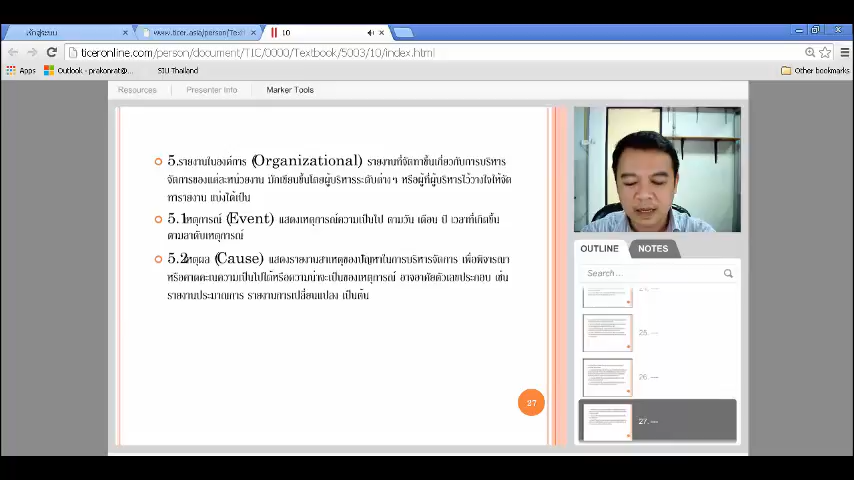 เข้าสู่ระบบ
www.ticer.asia/person/Text
10
ticeronline.com/person/document/TIC/0000/Textbook/5003/10/index.html
Apps
Outlook - prakonrat@...
SIU Thailand
Other bookmarks
Resources
Presenter Info
Marker Tools
5.รายงานในองค์การ (Organizational) รายงานที่จัดทำขึ้นเกี่ยวกับการบริหาร
จัดการของแต่ละหน่วยงาน มักเขียนขึ้นโดยผู้บริหารระดับต่างๆ หรือผู้ที่ผู้บริหารไว้วางใจให้จัด
ทำรายงาน แบ่งได้เป็น
5.1เหตุการณ์ (Event) แสดงเหตุการณ์ความเป็นไป ตามวัน เดือน ปี เวลาที่เกิดขึ้น
ตามลำดับเหตุการณ์
5.2เหตุผล (Cause) แสดงรายงานสาเหตุของปัญหาในการบริหารจัดการ เพื่อพิจารณา
หรือคาดคะเนความเป็นไปได้หรือความน่าจะเป็นของเหตุการณ์ อาจอาศัยตัวเลขประกอบ เช่น
รายงานประมาณการ รายงานการเปลี่ยนแปลง เป็นต้น
27
OUTLINE
NOTES
Search...
25. ---
26. ---
27. ---